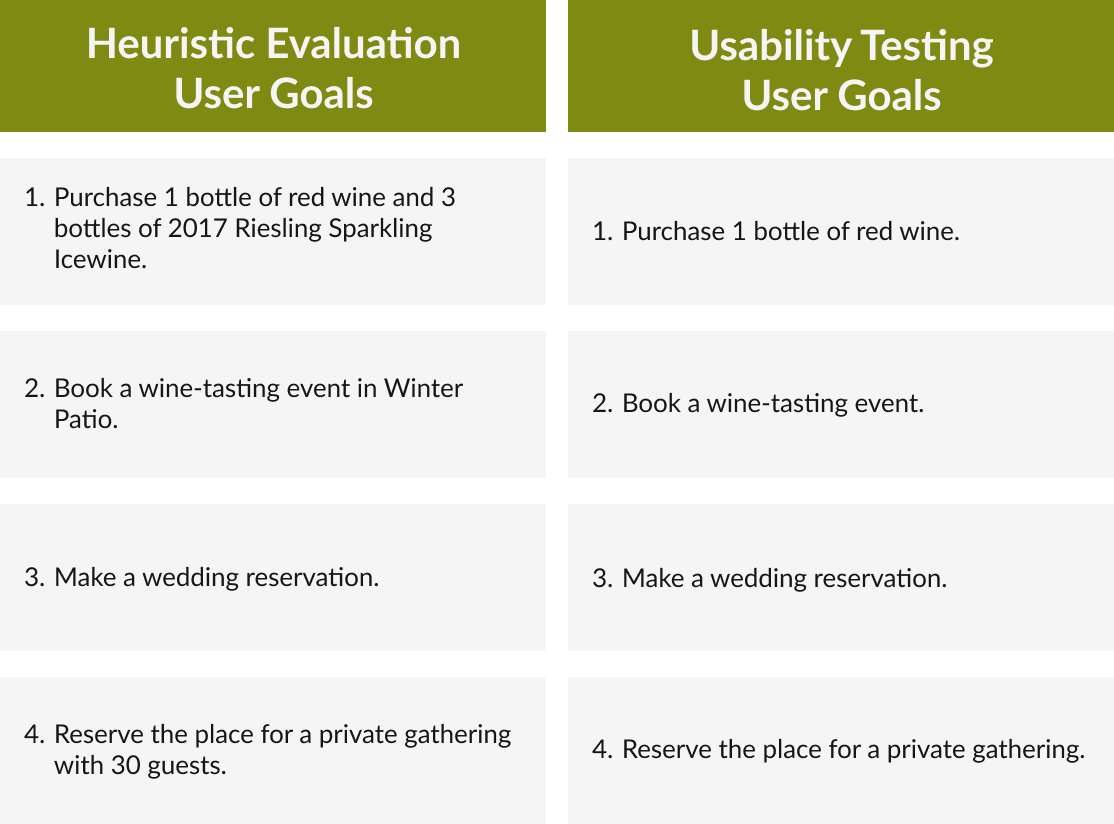 Heuristic Evaluation
User Goals
1. Purchase 1 bottle of red wine and 3
bottles of 2017 Riesling Sparkling
Icewine.
2. Book a wine-tasting event in Winter
Patio.
3. Make a wedding reservation.
4. Reserve the place for a private gathering
with 30 guests.
Usability Testing
User Goals
1. Purchase 1 bottle of red wine.
2. Book a wine-tasting event.
3. Make a wedding reservation.
4. Reserve the place for a private gathering.